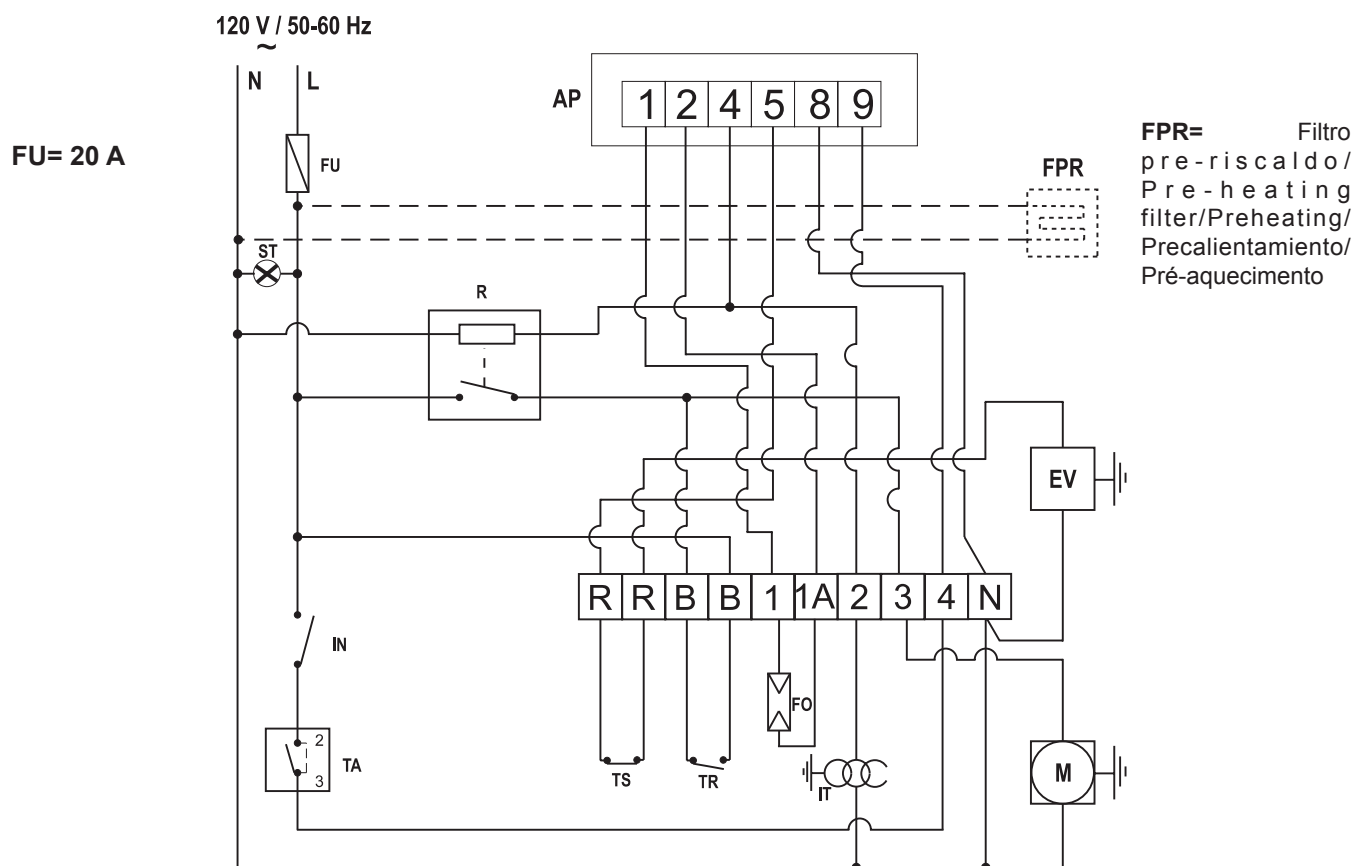 120 V / 50-60 Hz
~
N L
AP
1 2 4 5 8 9
FU= 20 A
FU
FPR
FPR= Filtro
pre-riscaldo/
Pre-heating
filter/Preheating/
Precalientamiento/
Pré-aquecimento
ST
R
EV
R R B B 1 1A 2 3 4 N
IN
FO
2
3
TA
TS
TR
IT
M